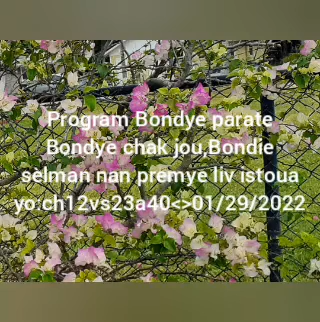 Program,Bondye parate
Bondye chak jou,Bondie
selman nan premye liv istoua
yo:ch12vs23a40<>01/29/2022